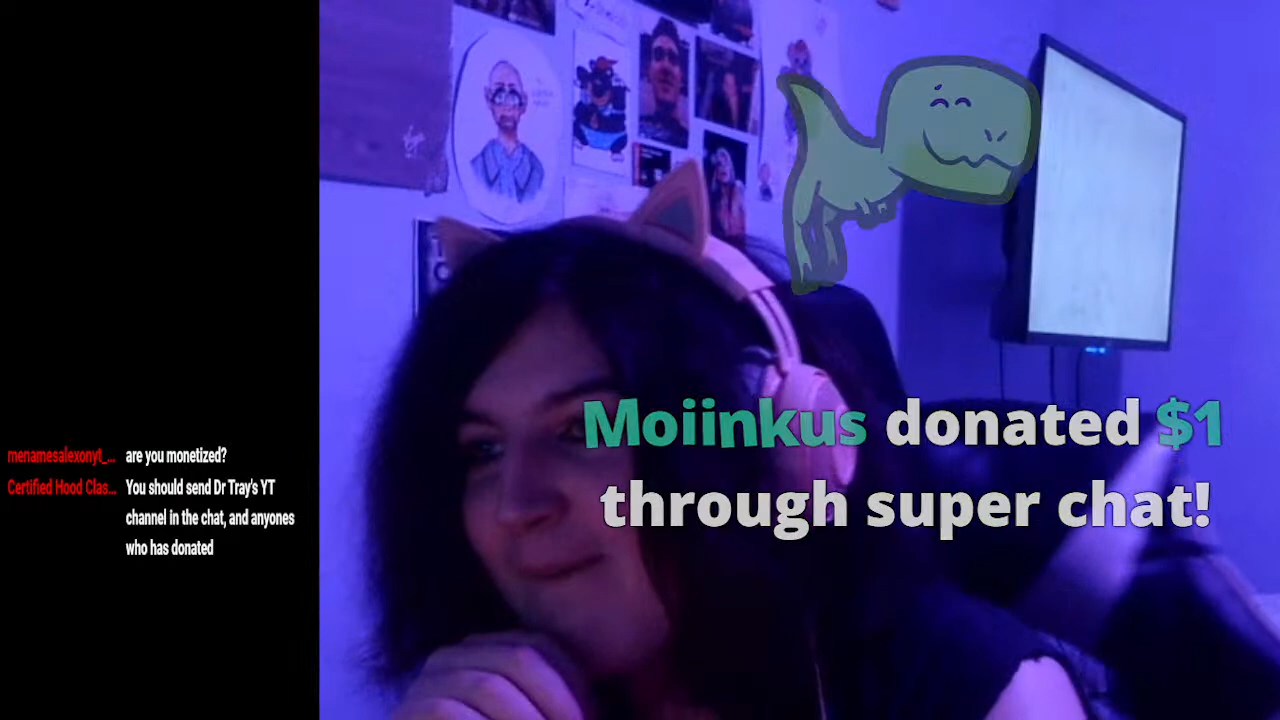 menamesalexonyt_... are you monetized?
Certified Hood Clas... You should send Dr Tray's YT
channel in the chat, and anyones
who has donated
Moiinkus donated $1
through super chat!